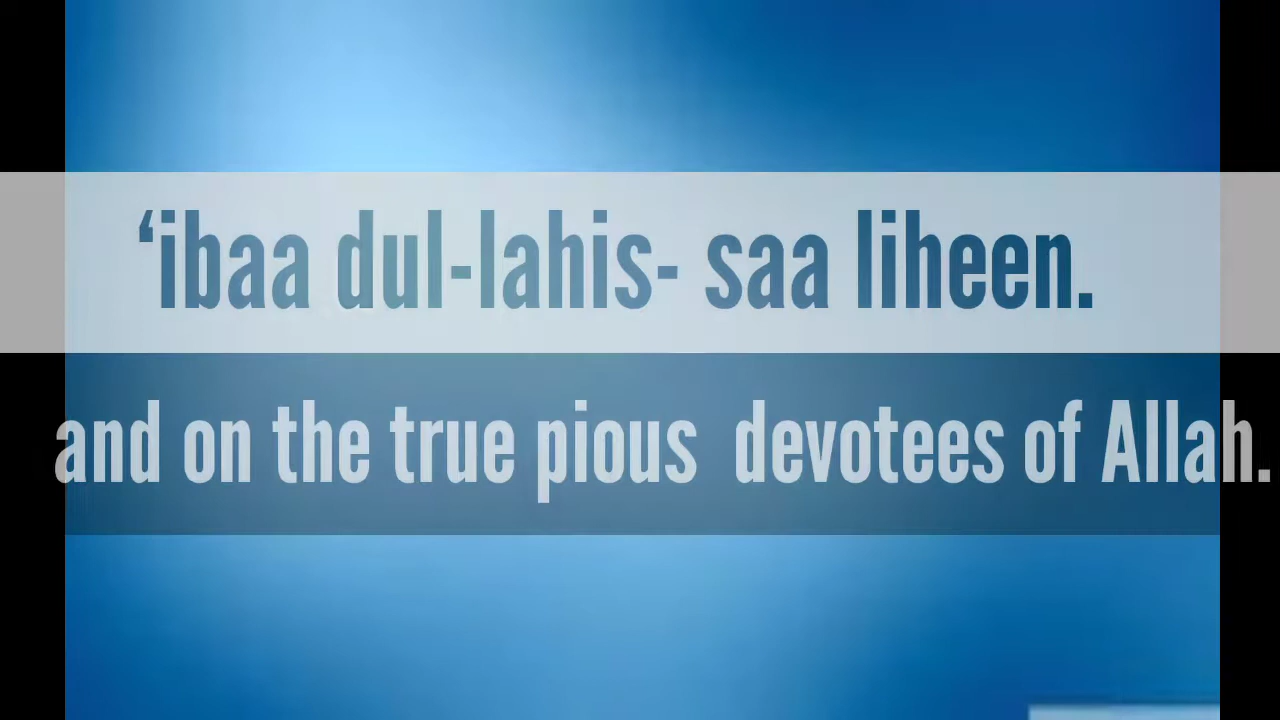 ‘ibaa dul-lahis- saa liheen.
and on the true pious  devotees of Allah.